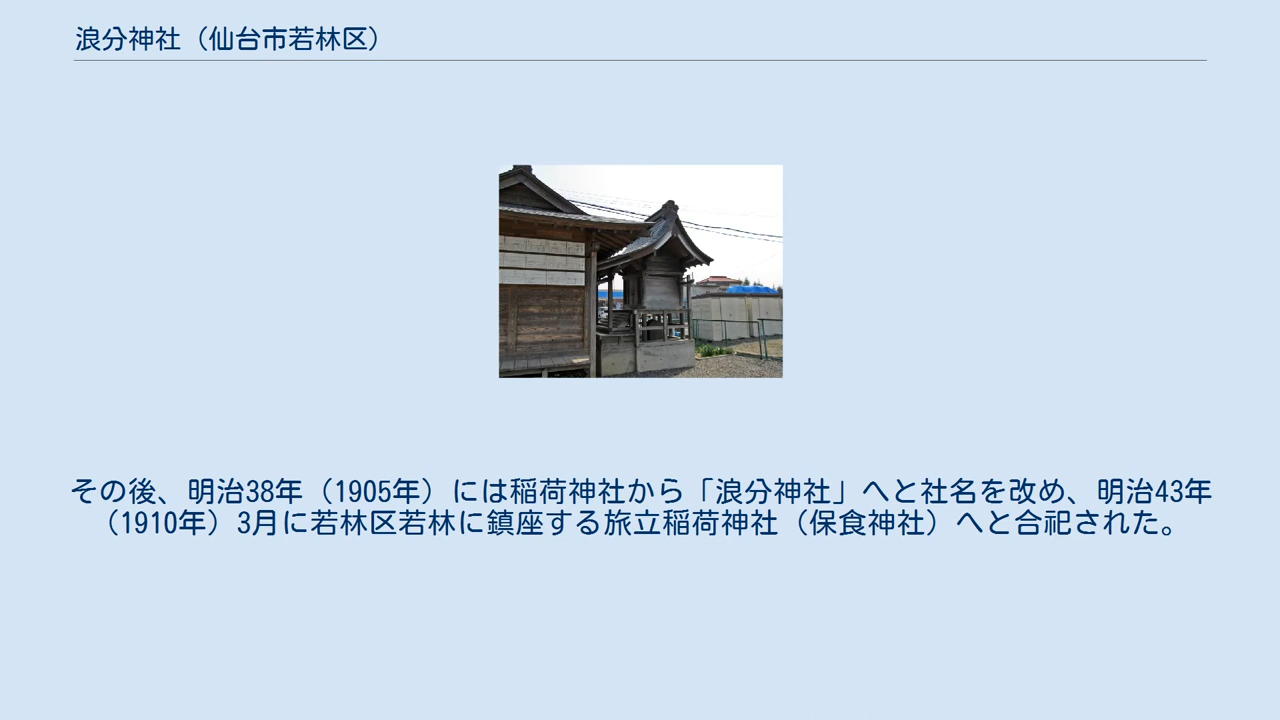 浪分神社（仙台市若林区）
その後、明治38年（1905年）には稲荷神社から「浪分神社」へと社名を改め、明治43年
（1910年）3月に若林区若林に鎮座する旅立稲荷神社（保食神社）へと合祀された。